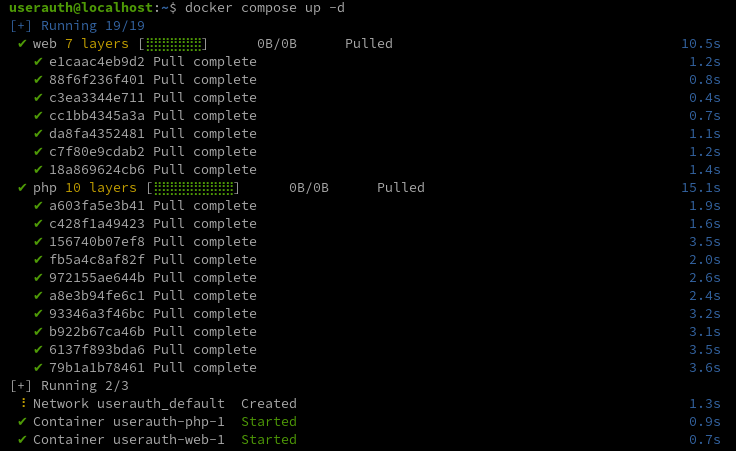 userauth@localhost:~$ docker compose up -d
[+] Running 19/19
✔ web 7 layers [⣿⣿⣿⣿⣿⣿⣿] 0B/0B Pulled 10.5s
✔ e1caac4eb9d2 Pull complete 1.2s
✔ 88f6f236f401 Pull complete 0.8s
✔ c3ea3344e711 Pull complete 0.4s
✔ cc1bb4345a3a Pull complete 0.7s
✔ da8fa4352481 Pull complete 1.1s
✔ c7f80e9cdab2 Pull complete 1.2s
✔ 18a869624cb6 Pull complete 1.4s
✔ php 10 layers [⣿⣿⣿⣿⣿⣿⣿⣿⣿⣿] 0B/0B Pulled 15.1s
✔ a603fa5e3b41 Pull complete 1.9s
✔ c428f1a49423 Pull complete 1.6s
✔ 156740b07ef8 Pull complete 3.5s
✔ fb5a4c8af82f Pull complete 2.0s
✔ 972155ae644b Pull complete 2.6s
✔ a8e3b94fe6c1 Pull complete 2.4s
✔ 93346a3f46bc Pull complete 3.2s
✔ b922b67ca46b Pull complete 3.1s
✔ 6137f893bda6 Pull complete 3.5s
✔ 79b1a1b78461 Pull complete 3.6s
[+] Running 2/3
⠸ Network userauth_default Created 1.3s
✔ Container userauth-php-1 Started 0.9s
✔ Container userauth-web-1 Started 0.7s